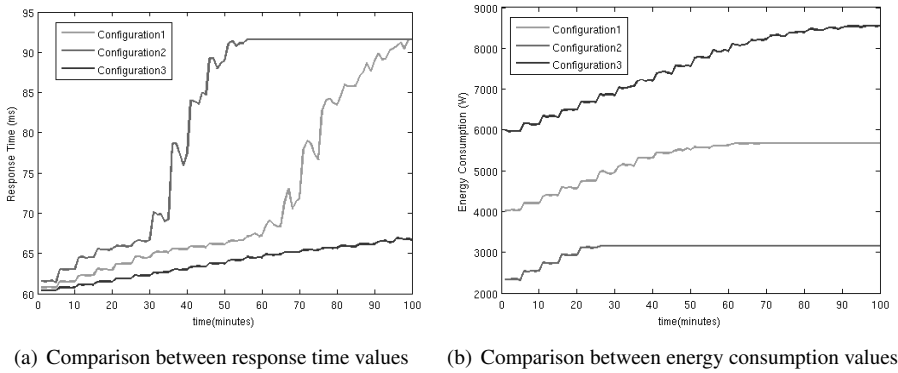 95
90
85
80
75
70
65
60
Response Time (ms)
Configuration1
Configuration2
Configuration3
0 10 20 30 40 50 60 70 80 90 100
time(minutes)
(a) Comparison between response time values
9000
8000
7000
6000
5000
4000
3000
2000
Energy Consumption (W)
Configuration1
Configuration2
Configuration3
0 10 20 30 40 50 60 70 80 90 100
time(minutes)
(b) Comparison between energy consumption values